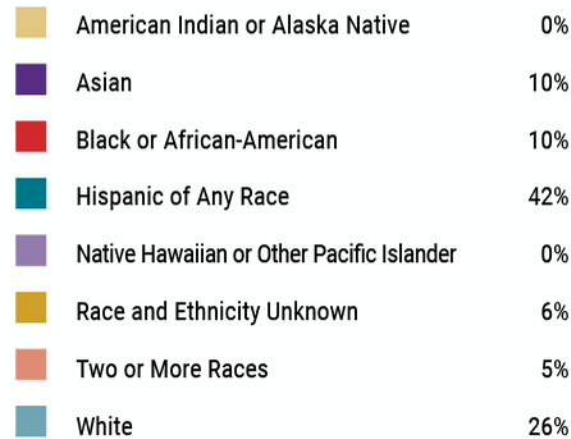 American Indian or Alaska Native 0%
Asian 10%
Black or African-American 10%
Hispanic of Any Race 42%
Native Hawaiian or Other Pacific Islander 0%
Race and Ethnicity Unknown 6%
Two or More Races 5%
White 26%